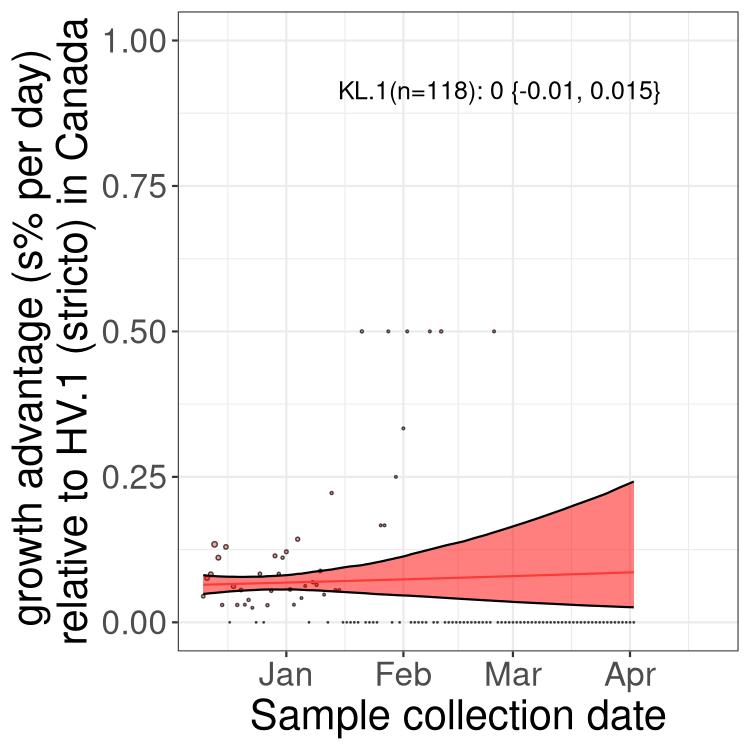 growth advantage (s% per day)
relative to HV.1 (stricto) in Canada
1.00
0.75
0.50
0.25
0.00
KL.1(n=118): 0 {-0.01, 0.015}
Jan Feb Mar Apr
Sample collection date